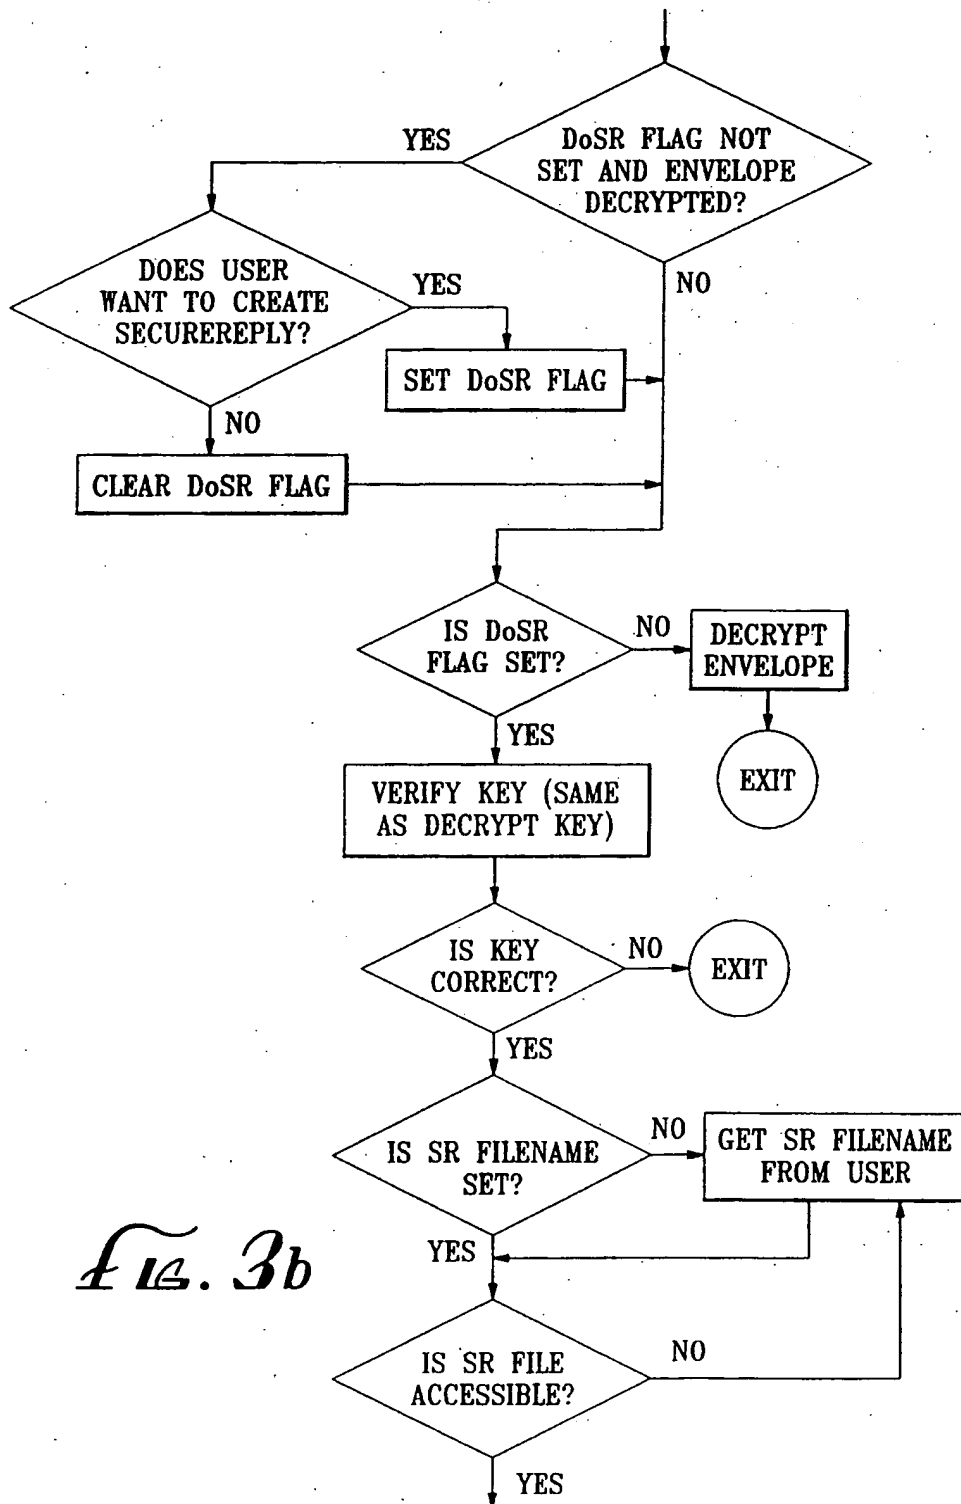 DoSR FLAG NOT
SET AND ENVELOPE
DECRYPTED?
YES
NO
DOES USER
WANT TO CREATE
SECUREREPLY?
YES
SET DoSR FLAG
NO
CLEAR DoSR FLAG
IS DoSR
FLAG SET?
NO
DECRYPT
ENVELOPE
EXIT
YES
VERIFY KEY (SAME
AS DECRYPT KEY)
IS KEY
CORRECT?
NO
EXIT
YES
IS SR FILENAME
SET?
NO
GET SR FILENAME
FROM USER
YES
FIG. 3b
IS SR FILE
ACCESSIBLE?
NO
YES